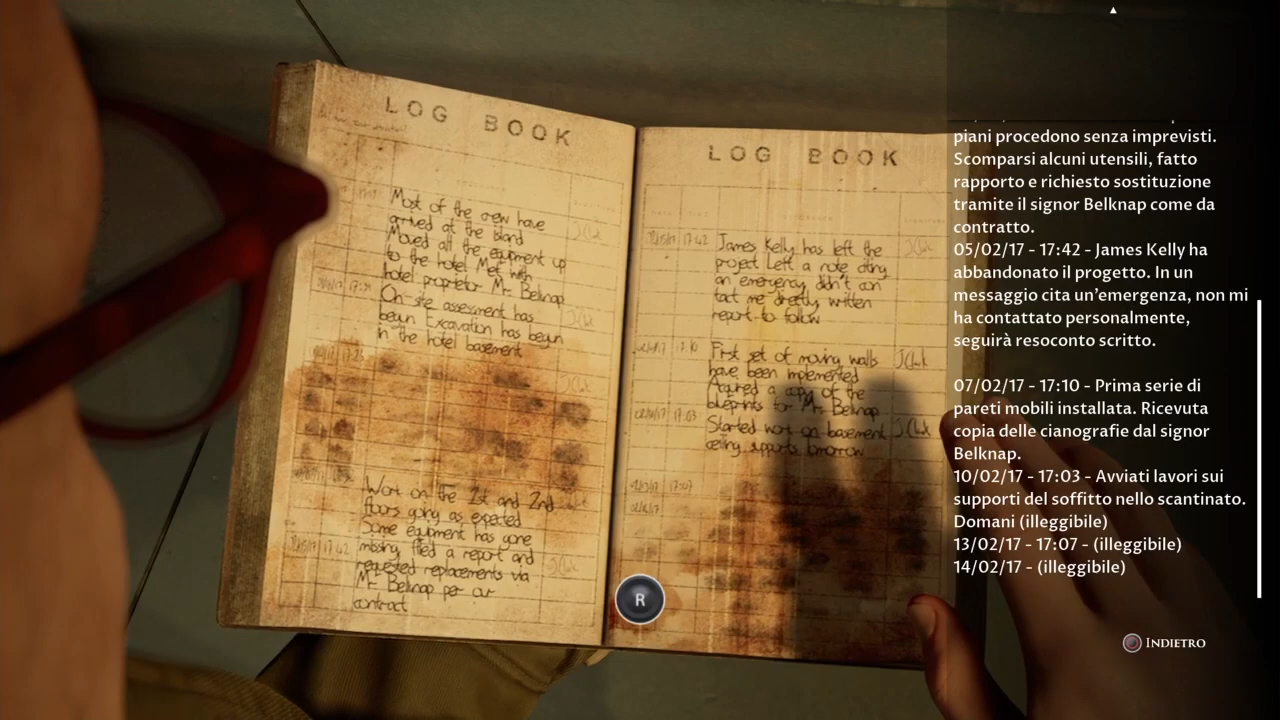 LOG BOOK
Most of the crew have
arrived at the island
Moved all the equipment up
to the hotel Met with
hotel proprietor Mr. Belknap
On-site assessment has
begun Excavation has begun
in the hotel basement
Work on the 1st and 2nd
floors going as expected
Some equipment has gone
missing, filed a report and
requested replacements via
Mr Belknap per our
contract
LOG BOOK
17:42 James Kelly has left the
project Left a note citing
an emergency, didn't con
tact me directly, written
report to follow
First set of moving walls
have been implemented
Aquired a copy of the
blueprints for Mr. Belknap
17:03 Started work on basement
ceiling supports tomorrow
17:07
R
piani procedono senza imprevisti.
Scomparsi alcuni utensili, fatto
rapporto e richiesto sostituzione
tramite il signor Belknap come da
contratto.
05/02/17 - 17:42 - James Kelly ha
abbandonato il progetto. In un
messaggio cita un'emergenza, non mi
ha contattato personalmente,
seguirà resoconto scritto.
07/02/17 - 17:10 - Prima serie di
pareti mobili installata. Ricevuta
copia delle cianografie dal signor
Belknap.
10/02/17 - 17:03 - Avviati lavori sui
supporti del soffitto nello scantinato.
Domani (illeggibile)
13/02/17 - 17:07 - (illeggibile)
14/02/17 - (illeggibile)
INDIETRO